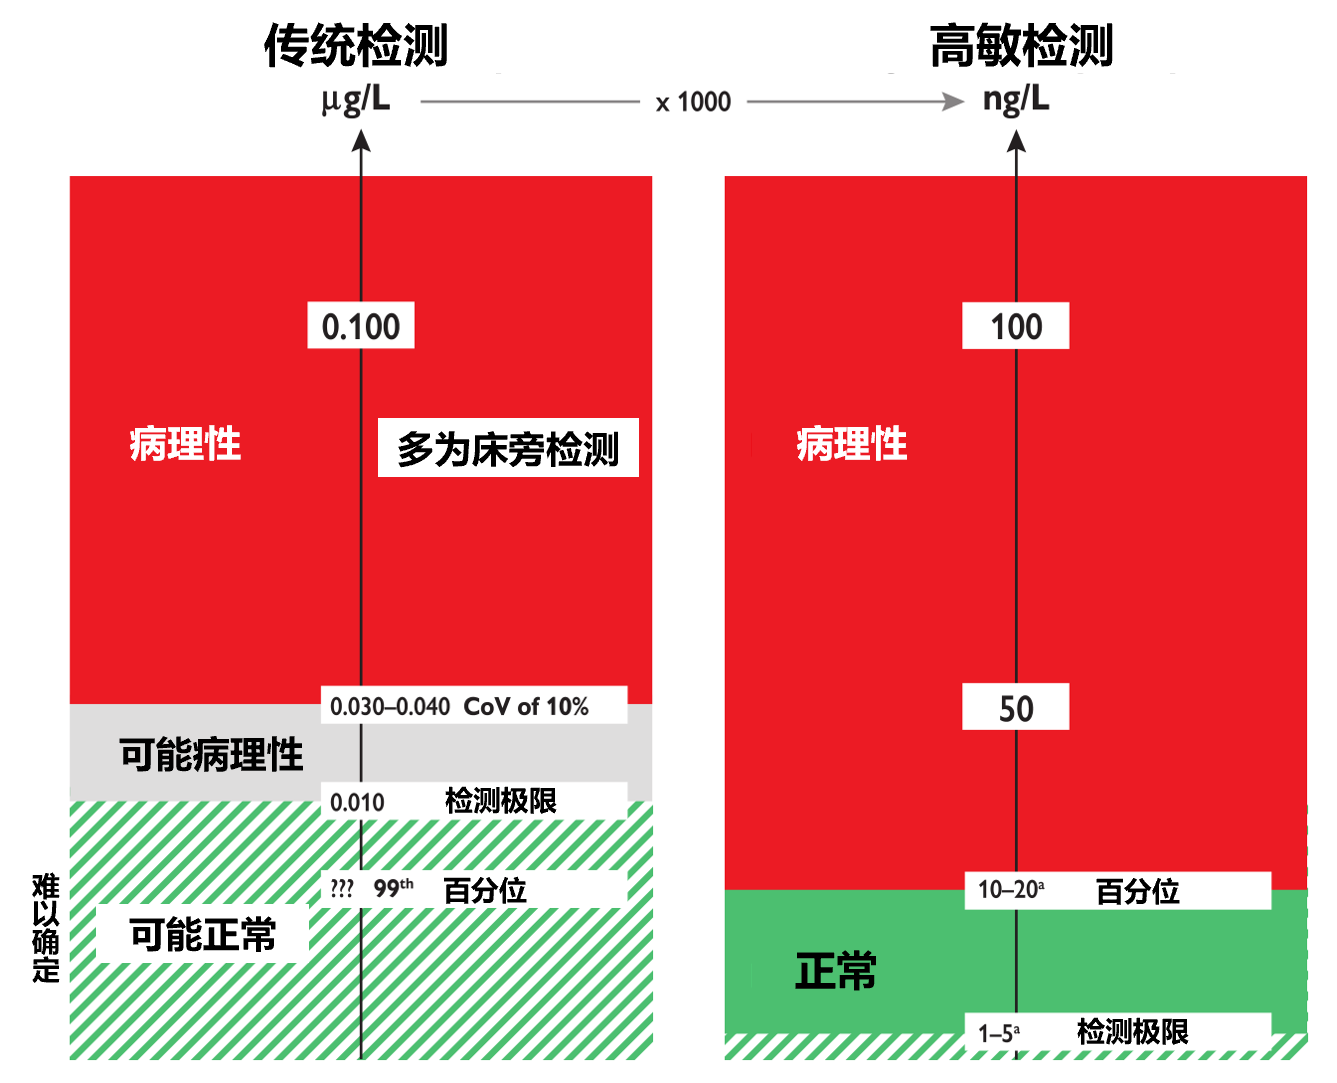 传统检测
高敏检测
μg/L
x 1000
ng/L
0.100
100
病理性
多为床旁检测
病理性
0.030–0.040 CoV of 10%
50
可能病理性
0.010 检测极限
??? 99th 百分位
10–20a 百分位
难以确定
可能正常
正常
1–5a 检测极限